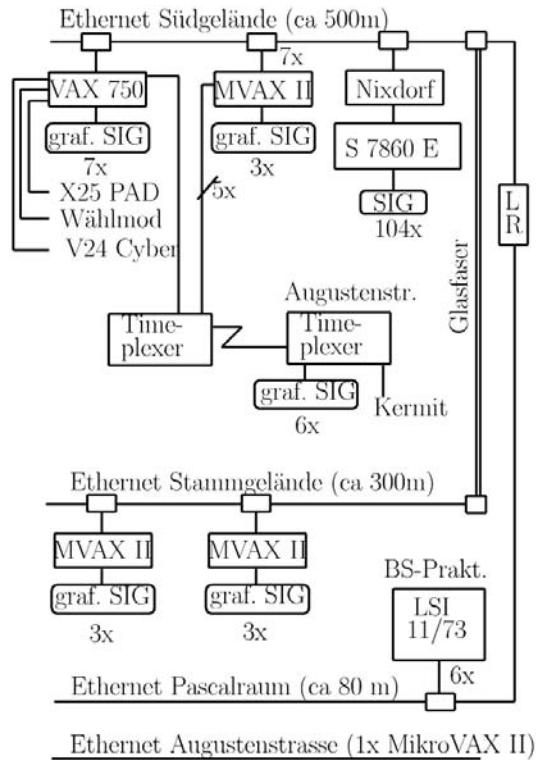 Ethernet Südgelände (ca 500m)
7x
VAX 750
MVAX II
Nixdorf
graf. SIG
graf. SIG
S 7860 E
7x
3x
X25 PAD
5x
SIG
Wählmod
104x
V24 Cyber
L
R
Glasfaser
Augustenstr.
Time-
plexer
Time-
plexer
graf. SIG
Kermit
6x
Ethernet Stammgelände (ca 300m)
MVAX II
MVAX II
graf. SIG
graf. SIG
3x
3x
BS-Prakt.
LSI
11/73
6x
Ethernet Pascalraum (ca 80 m)
Ethernet Augustenstrasse (1x MikroVAX II)